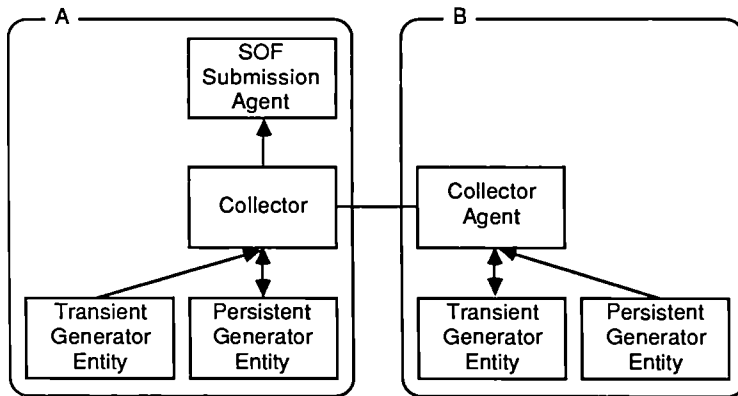 A
SOF
Submission
Agent
Collector
Transient
Generator
Entity
Persistent
Generator
Entity
B
Collector
Agent
Transient
Generator
Entity
Persistent
Generator
Entity